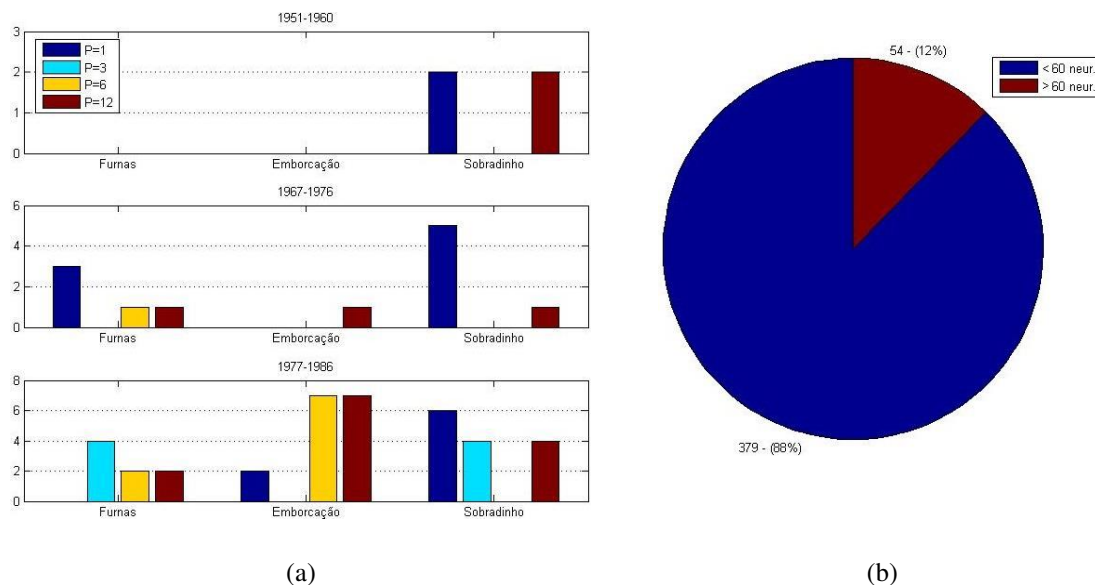 1951-1960
3
2
1
0
P=1
P=3
P=6
P=12
Furnas Emborcação Sobradinho
1967-1976
6
4
2
0
Furnas Emborcação Sobradinho
1977-1986
8
6
4
2
0
Furnas Emborcação Sobradinho
(a)
54 - (12%)
< 60 neur.
> 60 neur.
379 - (88%)
(b)